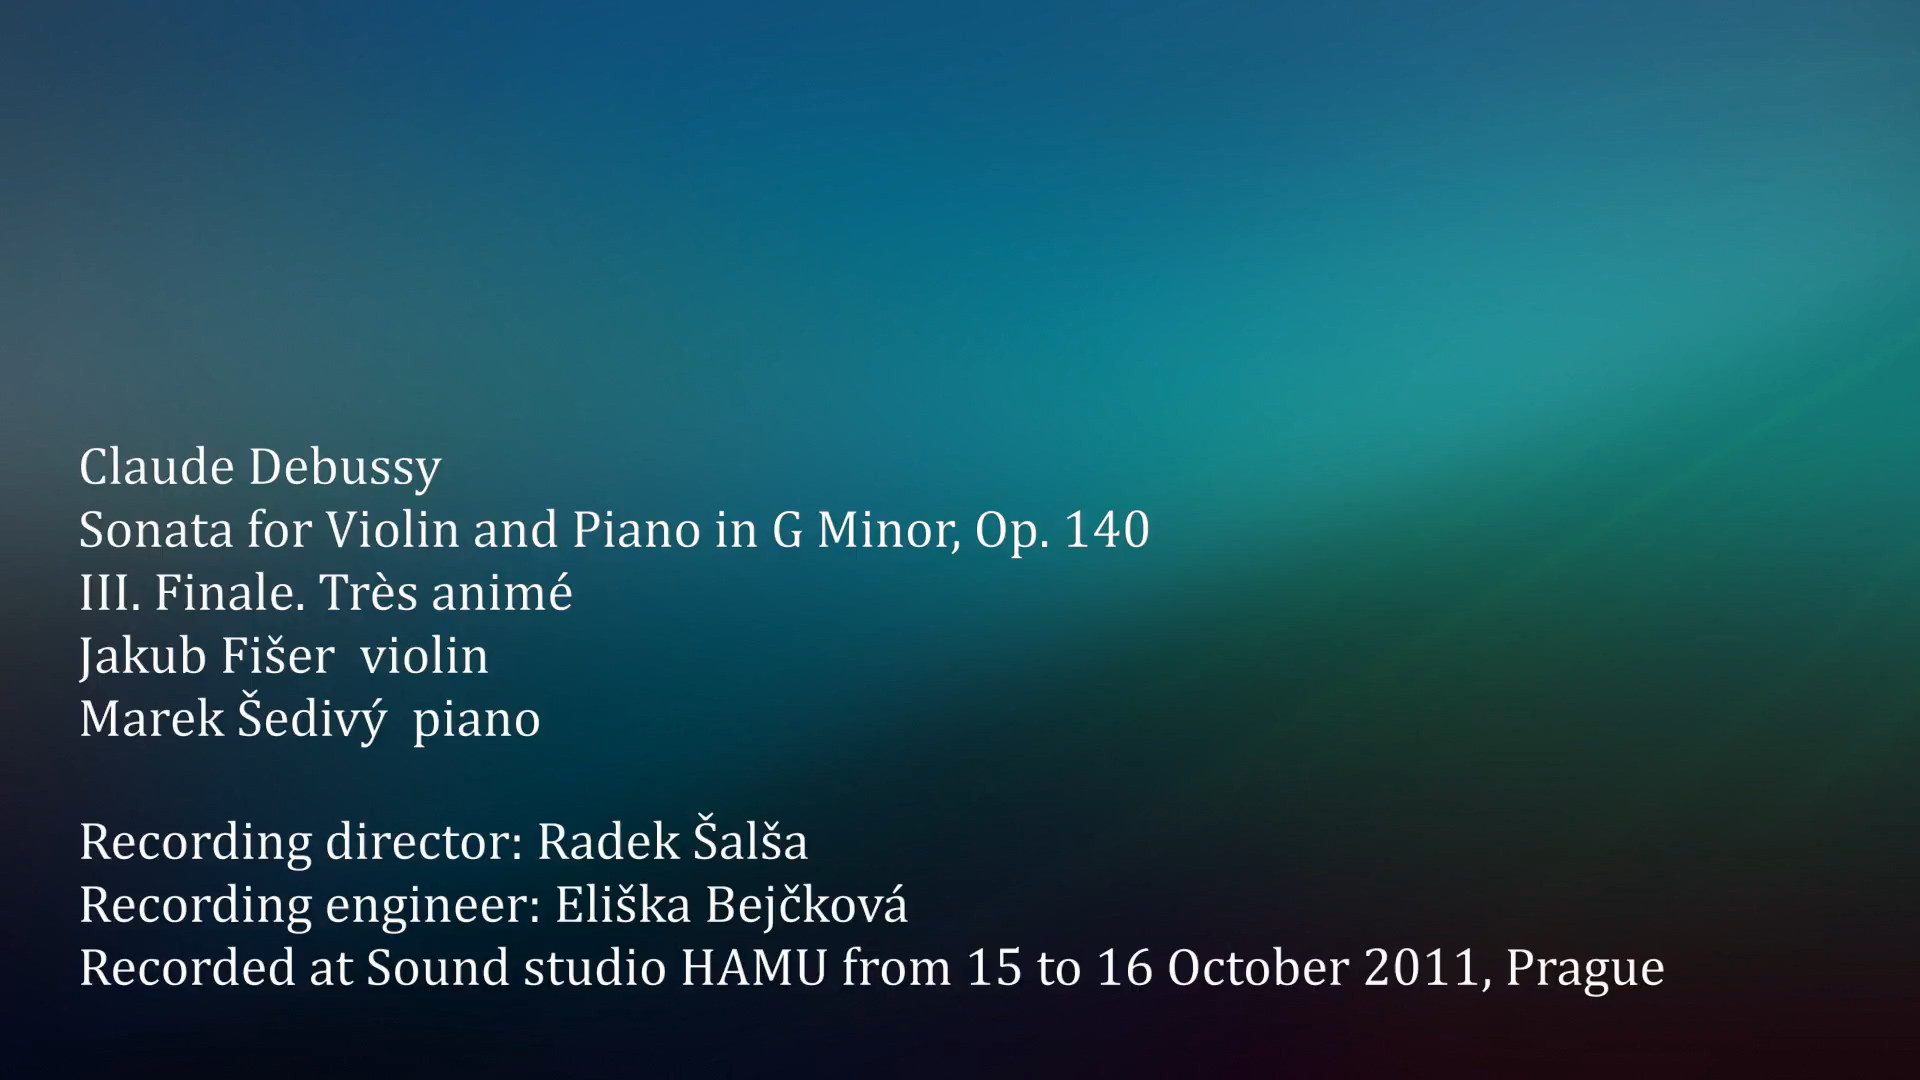 Claude Debussy
Sonata for Violin and Piano in G Minor, Op. 140
III. Finale. Très animé
Jakub Fišer  violin
Marek Šedivý  piano
Recording director: Radek Šalša
Recording engineer: Eliška Bejčková
Recorded at Sound studio HAMU from 15 to 16 October 2011, Prague